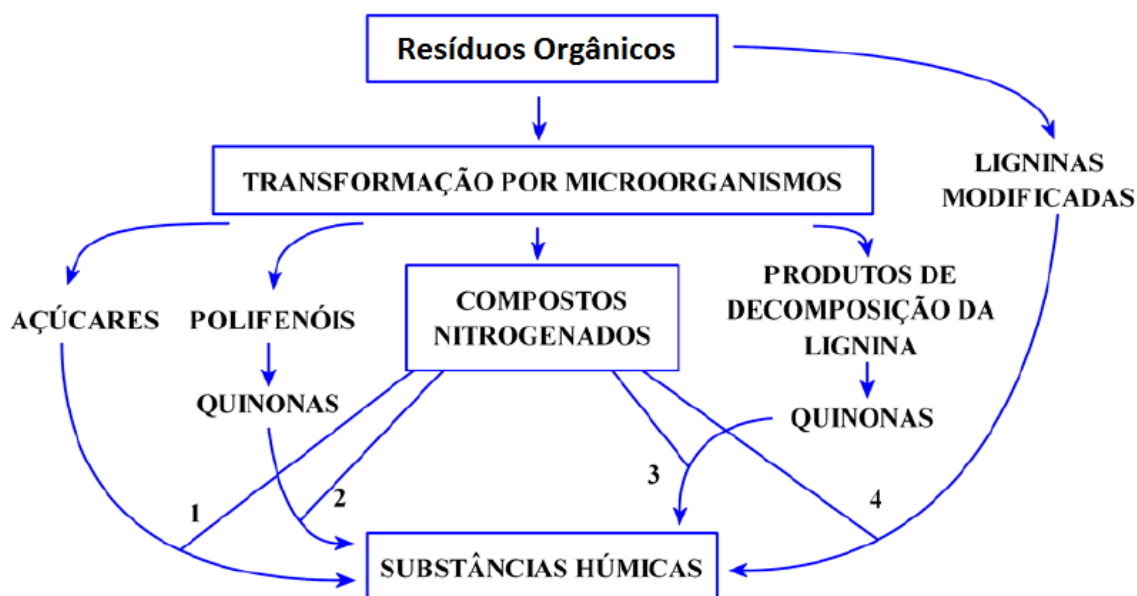 Resíduos Orgânicos
TRANSFORMAÇÃO POR MICROORGANISMOS
LIGNINAS
MODIFICADAS
AÇÚCARES
POLIFENÓIS
COMPOSTOS
NITROGENADOS
PRODUTOS DE
DECOMPOSIÇÃO DA
LIGNINA
QUINONAS
QUINONAS
1
2
3
4
SUBSTÂNCIAS HÚMICAS